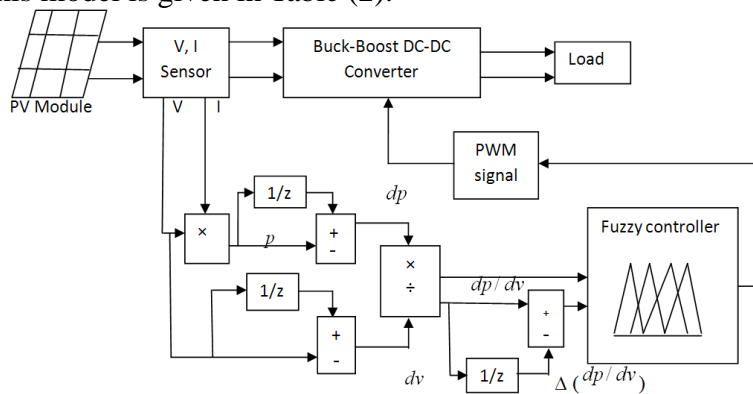 this model is given in Table (2).
V, I
Sensor
Buck-Boost DC-DC
Converter
Load
PV Module
V
I
PWM
signal
1/z
dp
×
p
+
-
Fuzzy controller
×
÷
1/z
dp/dv
+
-
+
-
dv
1/z
Δ(dp/dv)